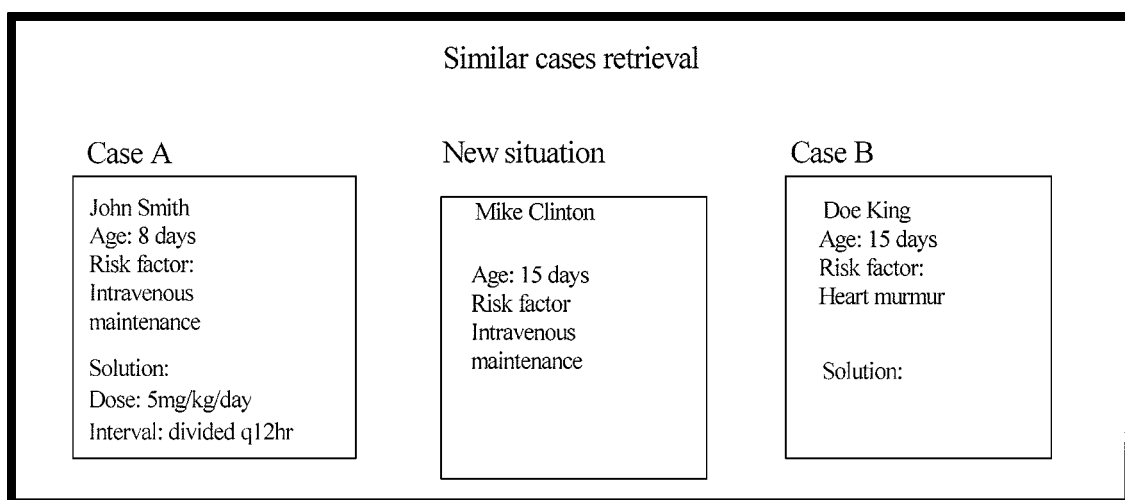 Similar cases retrieval
Case A
John Smith
Age: 8 days
Risk factor:
Intravenous
maintenance
Solution:
Dose: 5mg/kg/day
Interval: divided q12hr
New situation
Mike Clinton
Age: 15 days
Risk factor
Intravenous
maintenance
Case B
Doe King
Age: 15 days
Risk factor:
Heart murmur
Solution: